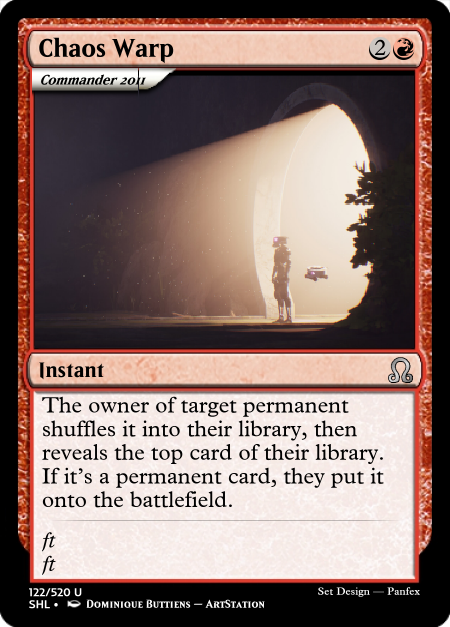 Chaos Warp 2
Commander 2011
Instant
The owner of target permanent
shuffles it into their library, then
reveals the top card of their library.
If it's a permanent card, they put it
onto the battlefield.
ft
ft
122/520 U
Set Design — Panfex
SHL • Dominique Buttiens — ArtStation